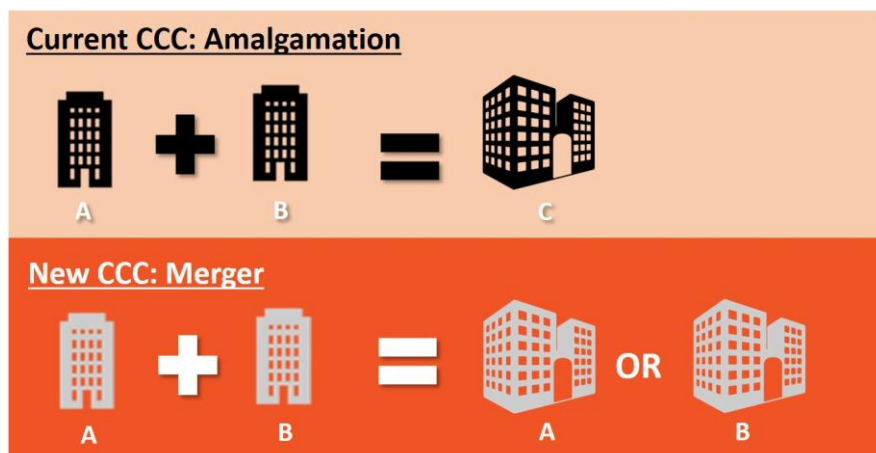 Current CCC: Amalgamation
A B C
New CCC: Merger
OR
A B A B